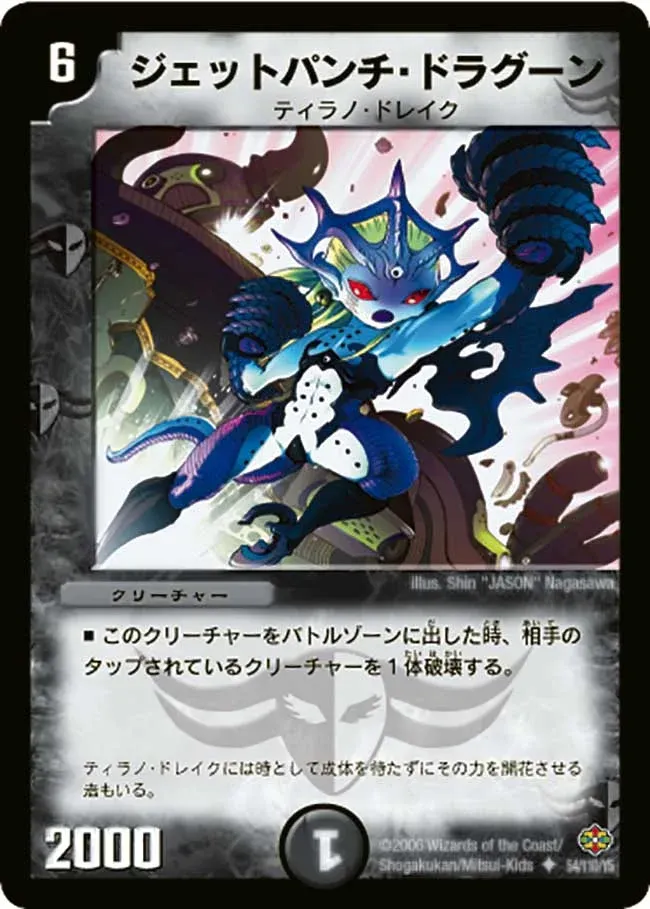 6
ジェットパンチ・ドラグーン
ティラノ・ドレイク
illus. Shin "JASON" Nagasawa
クリーチャー
■ このクリーチャーをバトルゾーンに出した時、相手の
タップされているクリーチャーを1体破壊する。
ティラノ・ドレイクには時として成体を待たずにその力を開花させる
者もいる。
2000
1
©2006 Wizards of the Coast/
Shogakukan/Mitsui-Kids ◆ 54/110/Y5